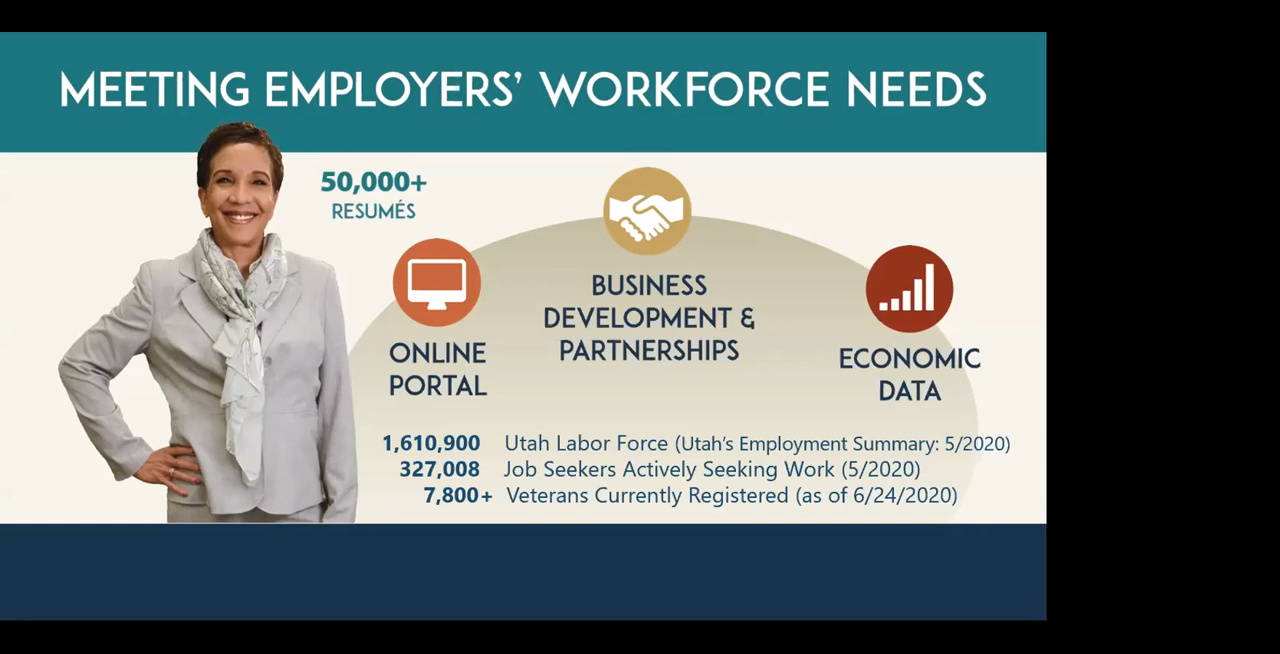 MEETING EMPLOYERS' WORKFORCE NEEDS
50,000+
RESUMÉS
ONLINE
PORTAL
BUSINESS
DEVELOPMENT &
PARTNERSHIPS
ECONOMIC
DATA
1,610,900 Utah Labor Force (Utah's Employment Summary: 5/2020)
327,008 Job Seekers Actively Seeking Work (5/2020)
7,800+ Veterans Currently Registered (as of 6/24/2020)